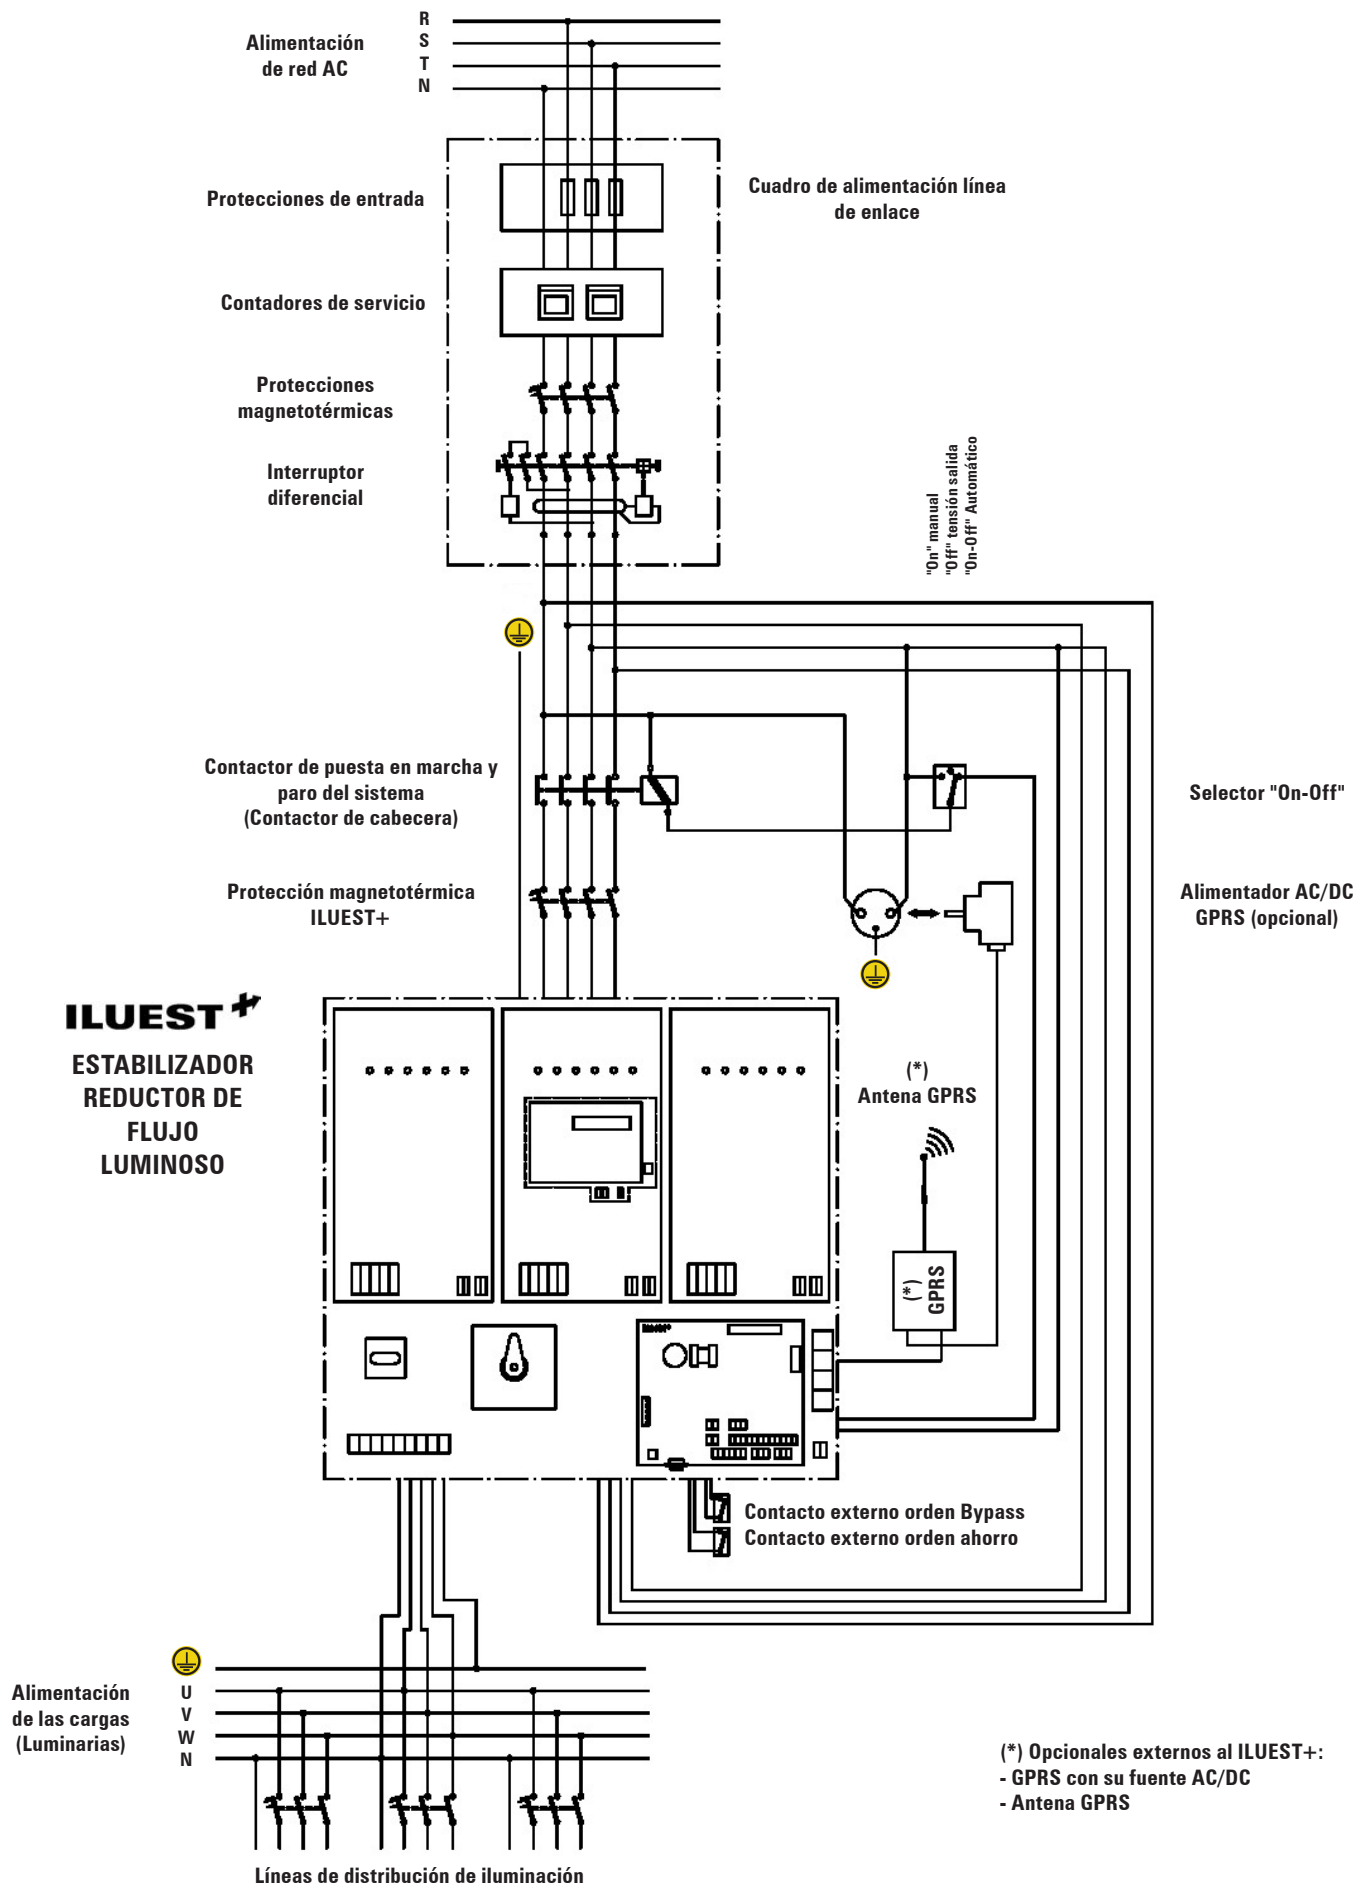 R
S
T
N
Alimentación
de red AC
Protecciones de entrada
Cuadro de alimentación línea
de enlace
Contadores de servicio
Protecciones
magnetotérmicas
Interruptor
diferencial
"On" manual
"Off" tensión salida
"On-Off" Automático
Contactor de puesta en marcha y
paro del sistema
(Contactor de cabecera)
Selector "On-Off"
Protección magnetotérmica
ILUEST+
Alimentador AC/DC
GPRS (opcional)
ILUEST+
ESTABILIZADOR
REDUCTOR DE
FLUJO
LUMINOSO
(*)
Antena GPRS
(*)
GPRS
Contacto externo orden Bypass
Contacto externo orden ahorro
Alimentación
de las cargas
(Luminarias)
U
V
W
N
(*) Opcionales externos al ILUEST+:
- GPRS con su fuente AC/DC
- Antena GPRS
Líneas de distribución de iluminación